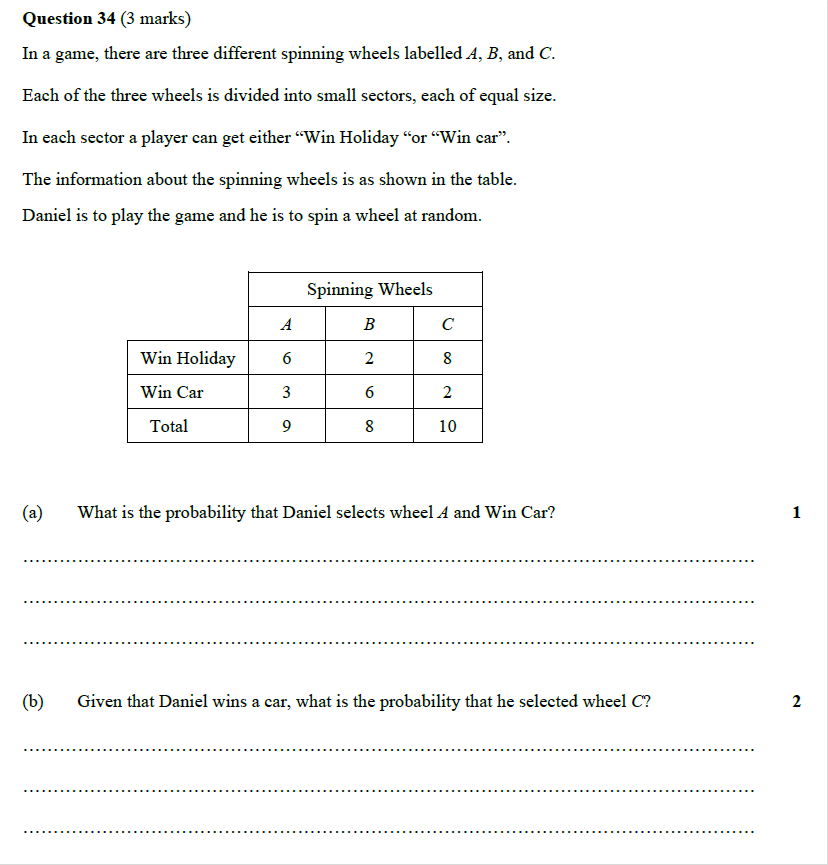 Question 34 (3 marks)
In a game, there are three different spinning wheels labelled A, B, and C.
Each of the three wheels is divided into small sectors, each of equal size.
In each sector a player can get either “Win Holiday “or “Win car”.
The information about the spinning wheels is as shown in the table.
Daniel is to play the game and he is to spin a wheel at random.
Spinning Wheels
A B C
Win Holiday 6 2 8
Win Car 3 6 2
Total 9 8 10
(a) What is the probability that Daniel selects wheel A and Win Car? 1
(b) Given that Daniel wins a car, what is the probability that he selected wheel C? 2